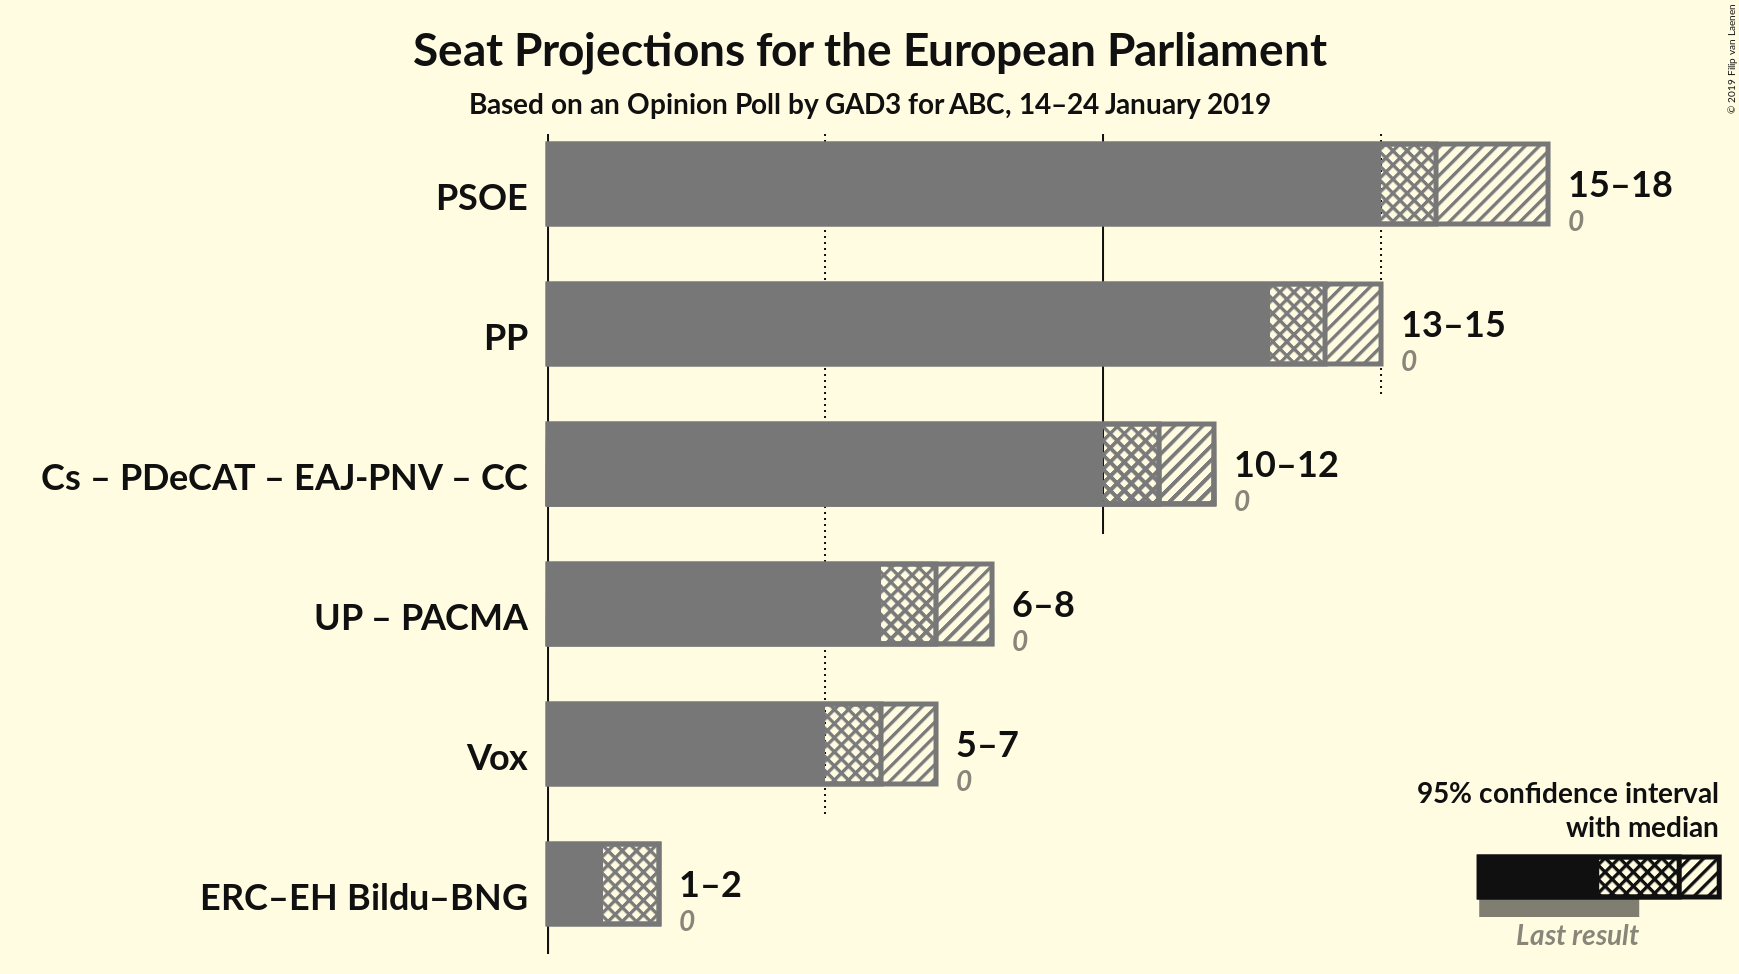 Seat Projections for the European Parliament
Based on an Opinion Poll by GAD3 for ABC, 14–24 January 2019
© 2019 Filip van Laenen
PSOE
15–18
0
PP
13–15
0
Cs – PDeCAT – EAJ-PNV – CC
10–12
0
UP – PACMA
6–8
0
Vox
5–7
0
ERC–EH Bildu–BNG
1–2
0
95% confidence interval
with median
Last result